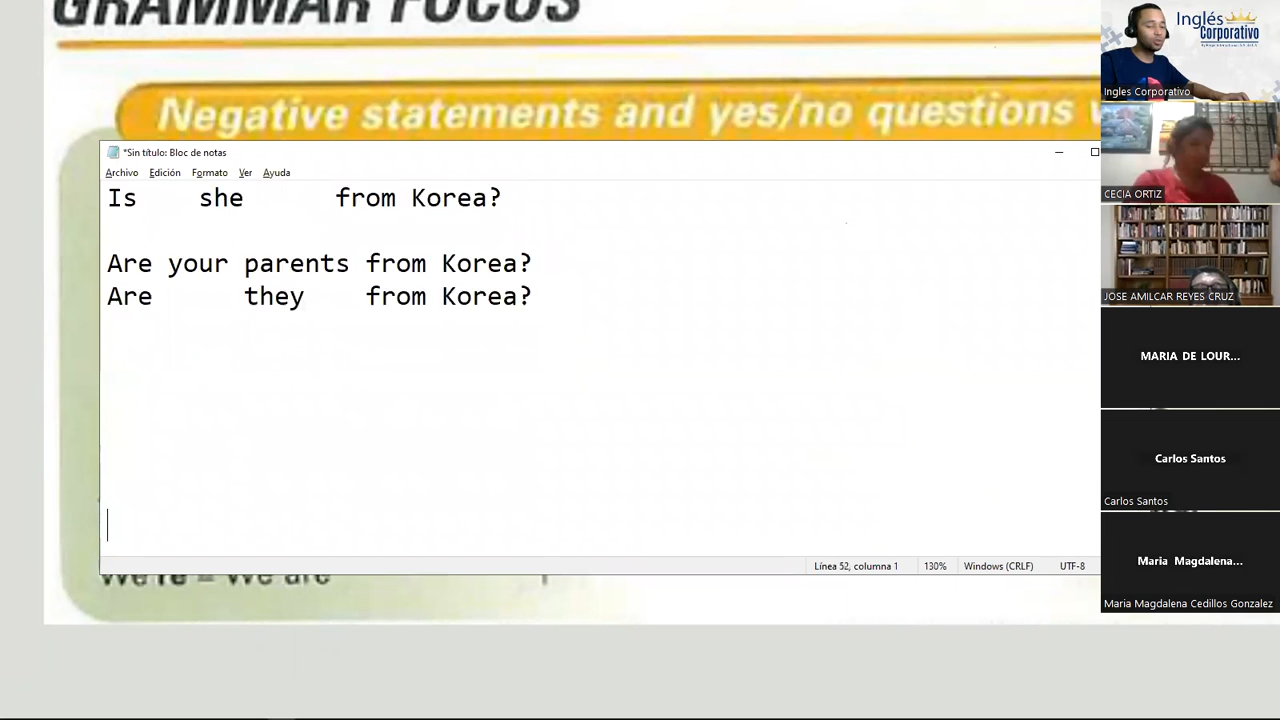 GRAMMAR FOCUS
Negative statements and yes/no questions
*Sin título: Bloc de notas
Archivo Edición Formato Ver Ayuda
Is she from Korea?
Are your parents from Korea?
Are they from Korea?
Línea 52, columna 1 130% Windows (CRLF) UTF-8
We're = We are
Inglés
Corporativo
Ingles Corporativo
CECIA ORTIZ
JOSE AMILCAR REYES CRUZ
MARIA DE LOUR...
Carlos Santos
Carlos Santos
Maria Magdalena...
Maria Magdalena Cedillos Gonzalez